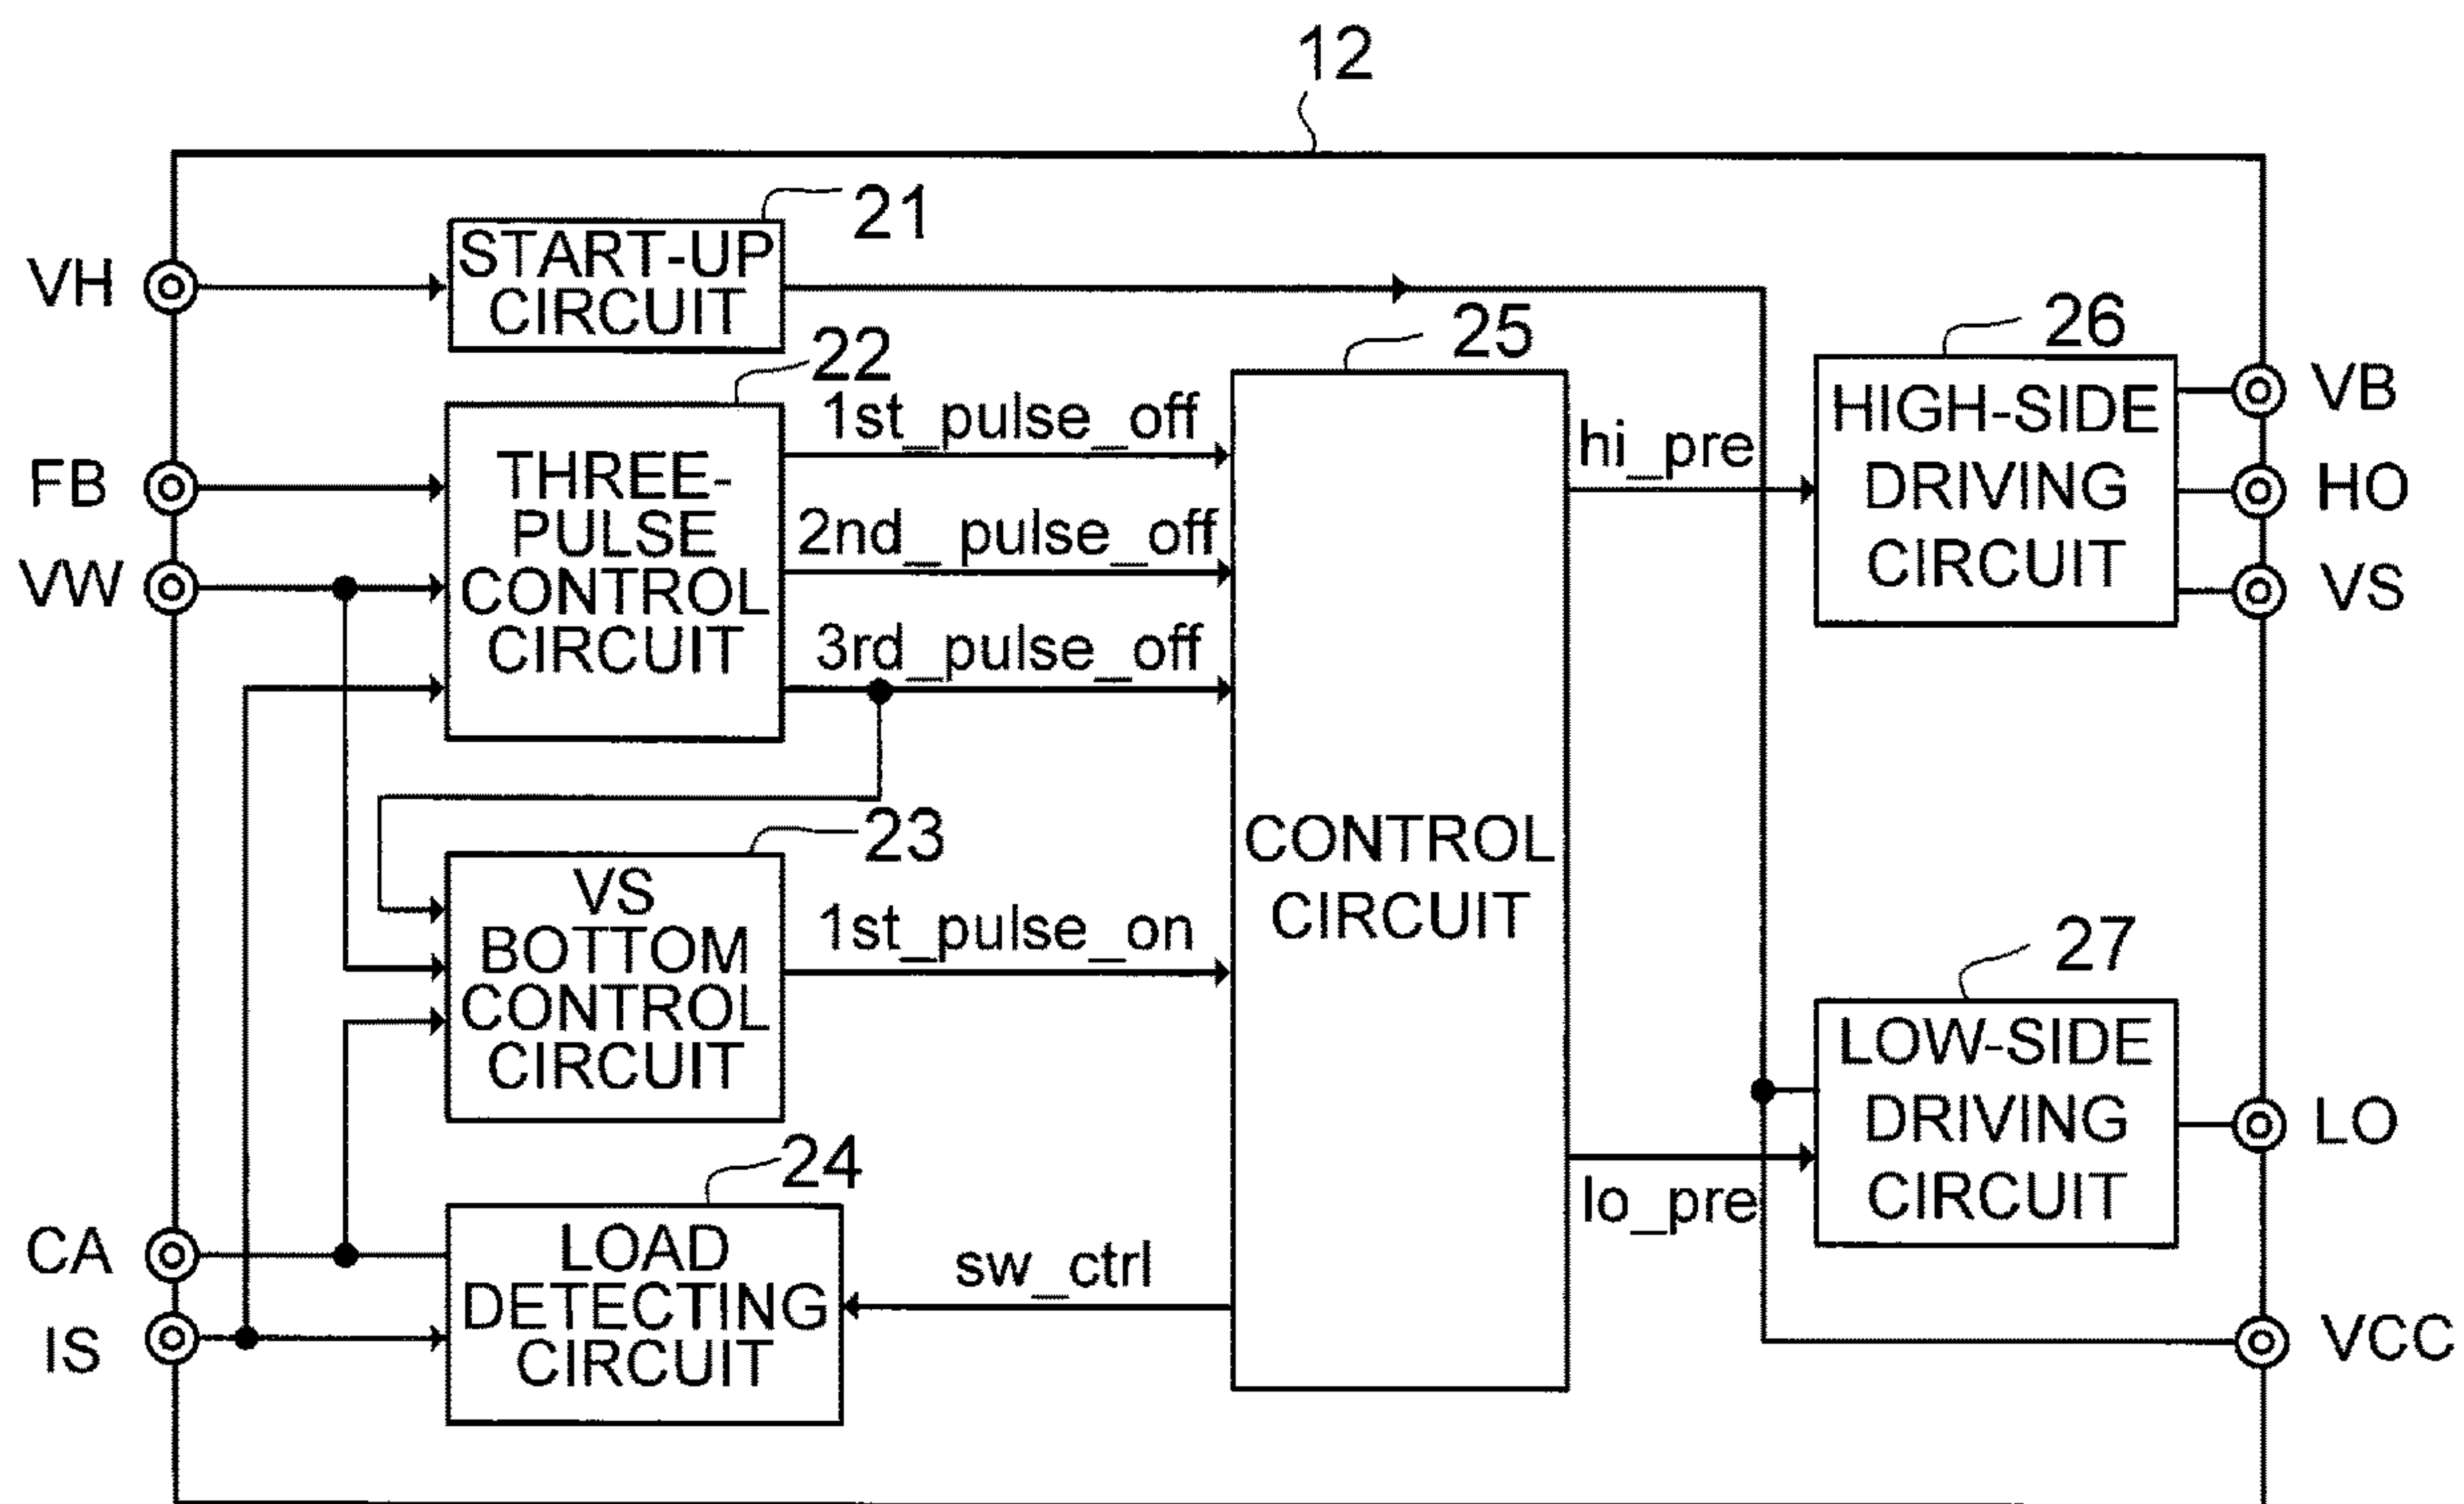 12
21
VH
START-UP
CIRCUIT
22
25
26
1st_pulse_off
HIGH-SIDE
DRIVING
CIRCUIT
VB
hi_pre
FB
THREE-
PULSE
CONTROL
CIRCUIT
HO
VW
2nd_ pulse_off
VS
3rd_pulse_off
23
CONTROL
CIRCUIT
VS
BOTTOM
CONTROL
CIRCUIT
1st_pulse_on
27
LOW-SIDE
DRIVING
CIRCUIT
LO
24
lo_pre
CA
LOAD
DETECTING
CIRCUIT
sw_ctrl
IS
VCC